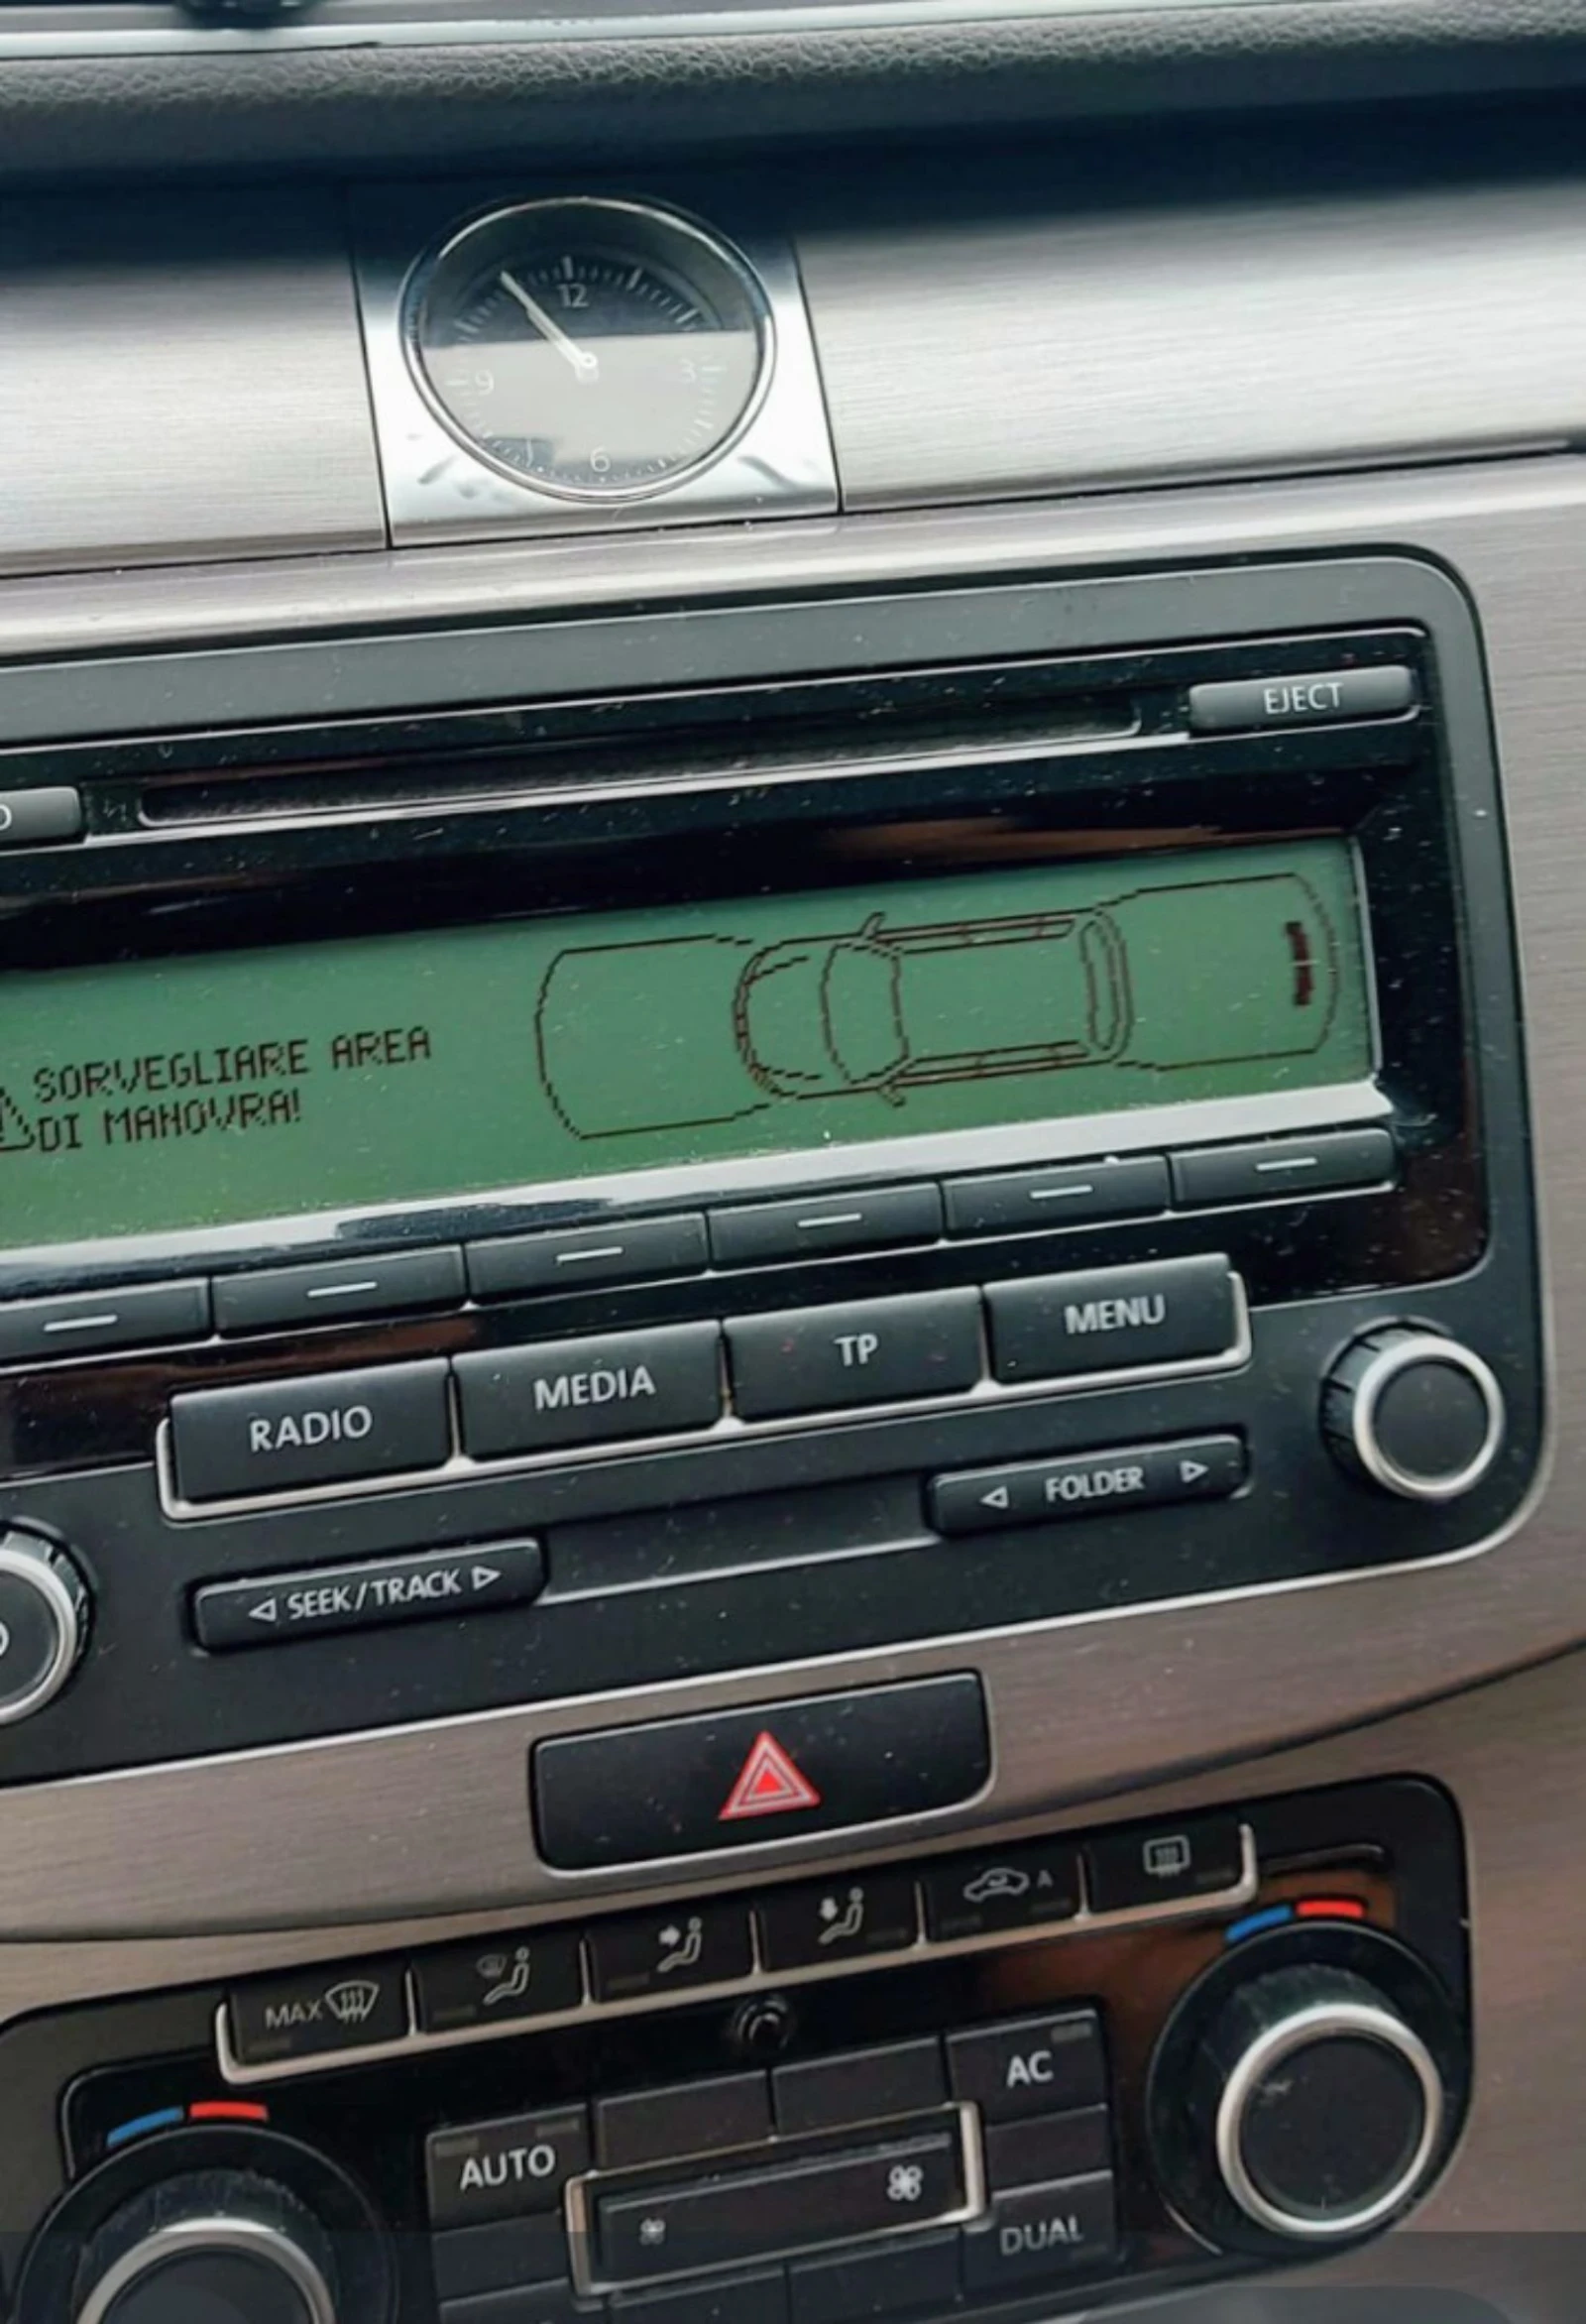 12
9
3
6
EJECT
SORVEGLIARE AREA
DI MANOVRA!
RADIO
MEDIA
TP
MENU
SEEK/TRACK
FOLDER
MAX
A
AUTO
AC
DUAL